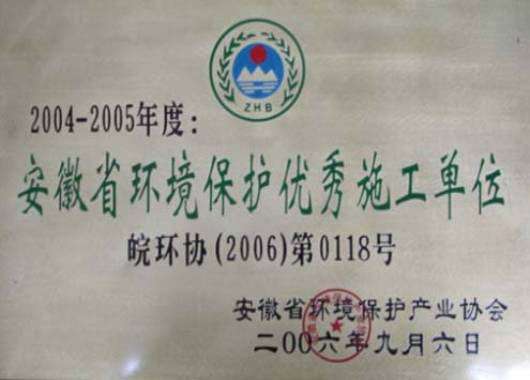 ZHB
2004-2005年度:
安徽省环境保护优秀施工单位
皖环协(2006)第0118号
安徽省环境保护产业协会
二00六年九月六日